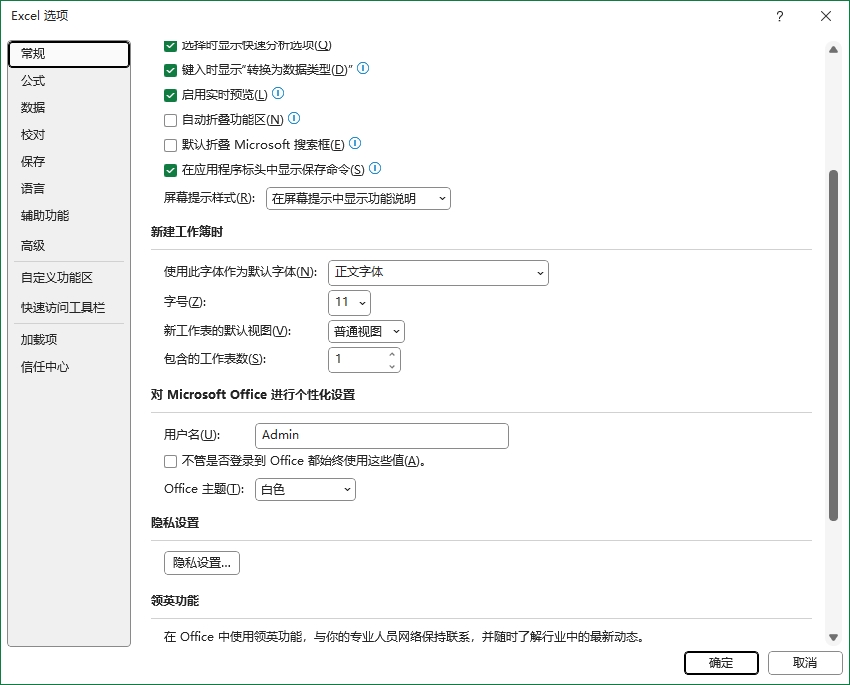 Excel 选项
常规
公式
数据
校对
保存
语言
辅助功能
高级
自定义功能区
快速访问工具栏
加载项
信任中心
选择时显示快速分析选项(Q)
键入时显示"转换为数据类型(D)"
启用实时预览(L)
自动折叠功能区(N)
默认折叠 Microsoft 搜索框(E)
在应用程序标头中显示保存命令(S)
屏幕提示样式(R): 在屏幕提示中显示功能说明
新建工作簿时
使用此字体作为默认字体(N): 正文字体
字号(Z): 11
新工作表的默认视图(V): 普通视图
包含的工作表数(S): 1
对 Microsoft Office 进行个性化设置
用户名(U): Admin
不管是否登录到 Office 都始终使用这些值(A)。
Office 主题(T): 白色
隐私设置
隐私设置...
领英功能
在 Office 中使用领英功能，与你的专业人员网络保持联系，并随时了解行业中的最新动态。
确定 取消